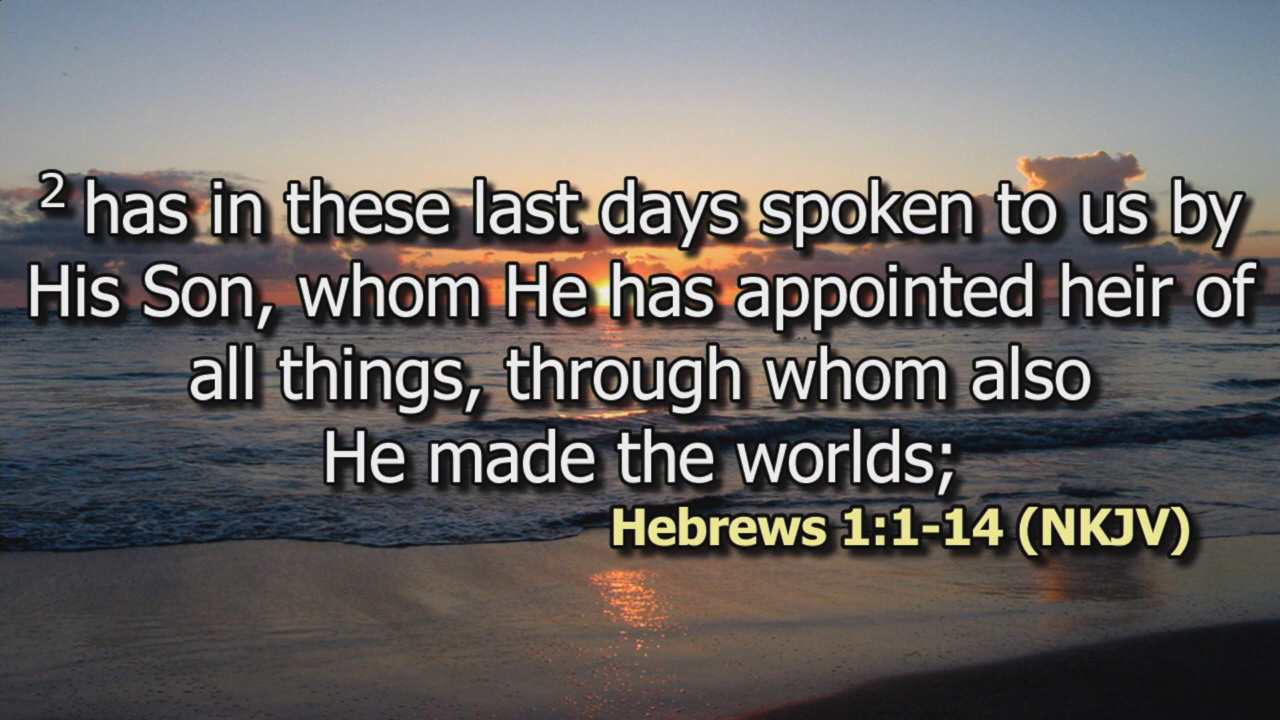 2 has in these last days spoken to us by
His Son, whom He has appointed heir of
all things, through whom also
He made the worlds;
Hebrews 1:1-14 (NKJV)